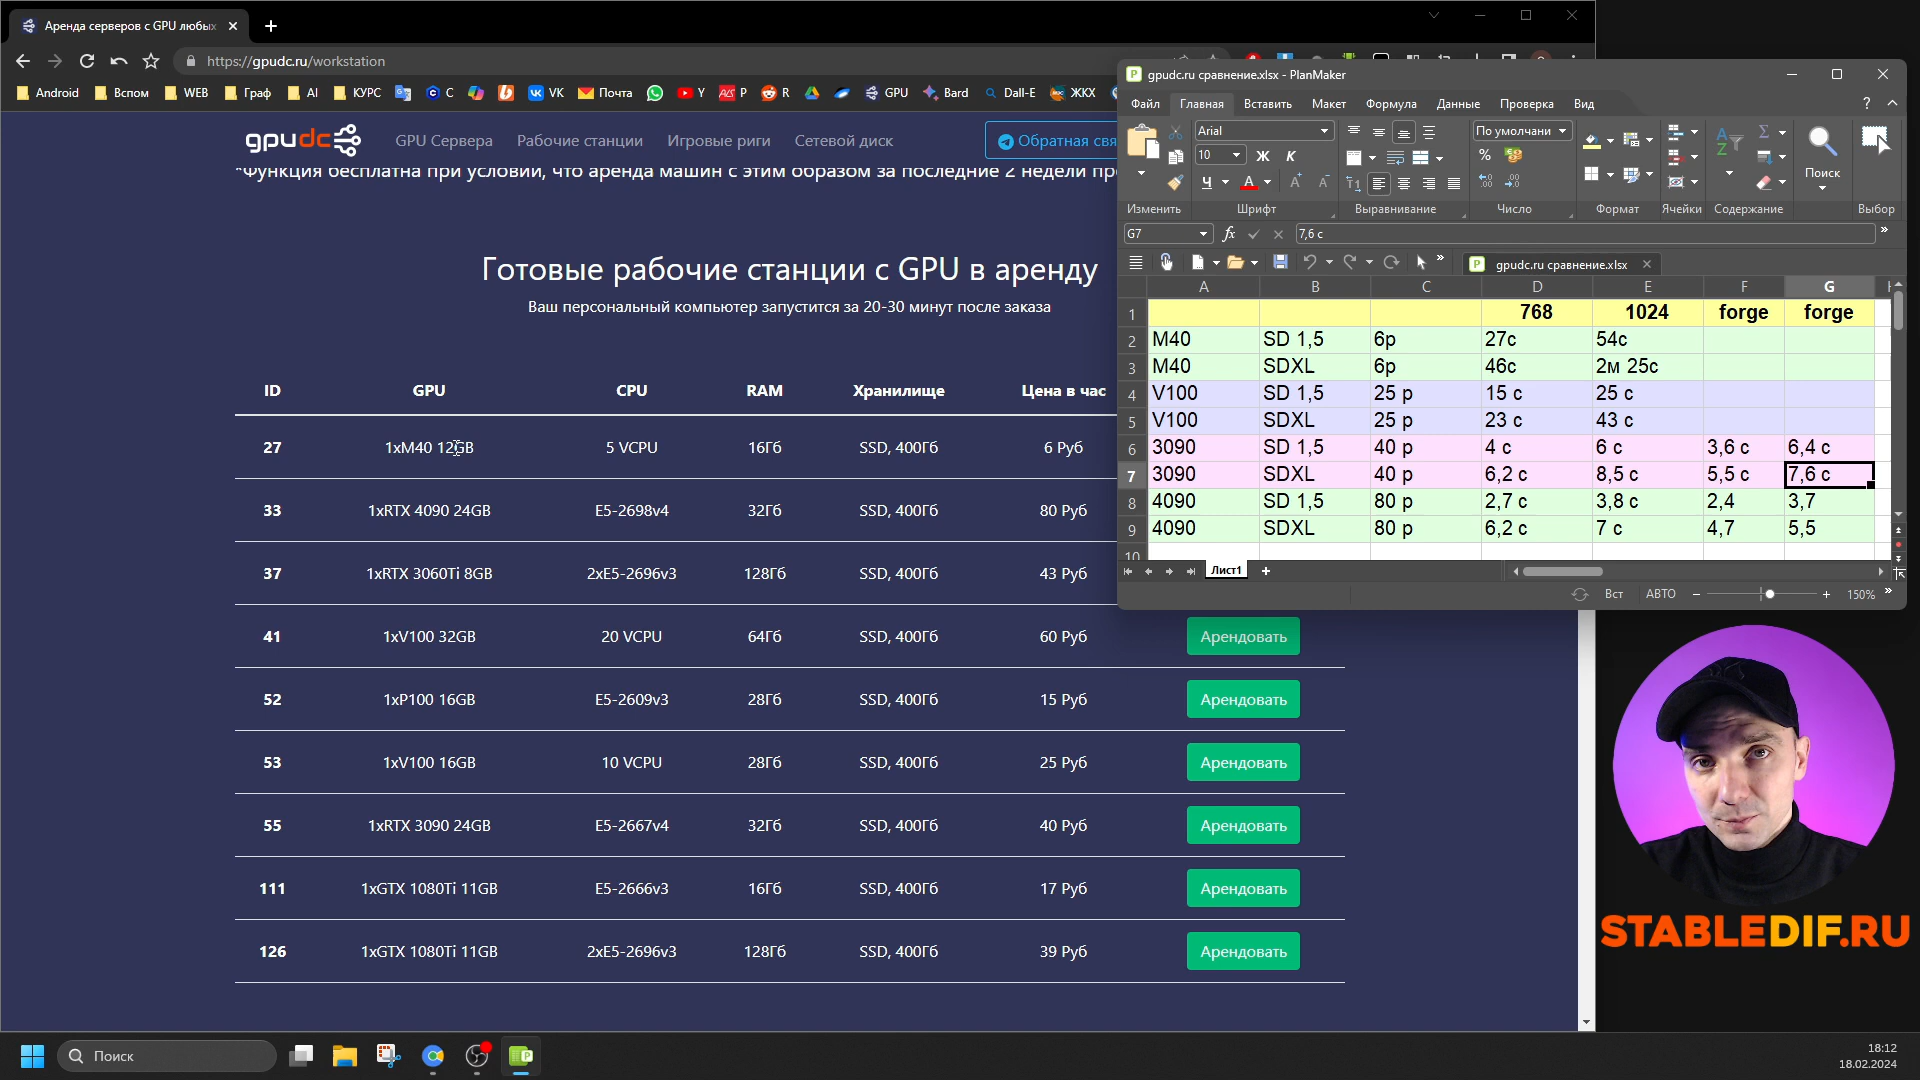 Аренда серверов с GPU любых
https://gpudc.ru/workstation
Android Вспом WEB Граф AI КУРС C VK Почта Y P R GPU Bard Dall-E ЖКХ
gpudc GPU Сервера Рабочие станции Игровые риги Сетевой диск Обратная свя
*Функция бесплатна при условии, что аренда машин с этим образом за последние 2 недели пр
Готовые рабочие станции с GPU в аренду
Ваш персональный компьютер запустится за 20-30 минут после заказа
ID GPU CPU RAM Хранилище Цена в час
27 1xM40 12GB 5 VCPU 16Гб SSD, 400Гб 6 Руб
33 1xRTX 4090 24GB E5-2698v4 32Гб SSD, 400Гб 80 Руб
37 1xRTX 3060Ti 8GB 2xE5-2696v3 128Гб SSD, 400Гб 43 Руб
41 1xV100 32GB 20 VCPU 64Гб SSD, 400Гб 60 Руб Арендовать
52 1xP100 16GB E5-2609v3 28Гб SSD, 400Гб 15 Руб Арендовать
53 1xV100 16GB 10 VCPU 28Гб SSD, 400Гб 25 Руб Арендовать
55 1xRTX 3090 24GB E5-2667v4 32Гб SSD, 400Гб 40 Руб Арендовать
111 1xGTX 1080Ti 11GB E5-2666v3 16Гб SSD, 400Гб 17 Руб Арендовать
126 1xGTX 1080Ti 11GB 2xE5-2696v3 128Гб SSD, 400Гб 39 Руб Арендовать
gpudc.ru сравнение.xlsx - PlanMaker
Файл Главная Вставить Макет Формула Данные Проверка Вид ?
Arial По умолчани
10 Ж К %
Ч А Поиск
Изменить Шрифт Выравнивание Число Формат Ячейки Содержание Выбор
G7 fx 7,6 с
gpudc.ru сравнение.xlsx
A B C D E F G H
1 768 1024 forge forge
2 M40 SD 1,5 6р 27с 54с
3 M40 SDXL 6р 46с 2м 25с
4 V100 SD 1,5 25 р 15 с 25 с
5 V100 SDXL 25 р 23 с 43 с
6 3090 SD 1,5 40 р 4 с 6 с 3,6 с 6,4 с
7 3090 SDXL 40 р 6,2 с 8,5 с 5,5 с 7,6 с
8 4090 SD 1,5 80 р 2,7 с 3,8 с 2,4 3,7
9 4090 SDXL 80 р 6,2 с 7 с 4,7 5,5
10
Лист1
Вст АВТО 150%
STABLEDIF.RU
Поиск
18:12
18.02.2024